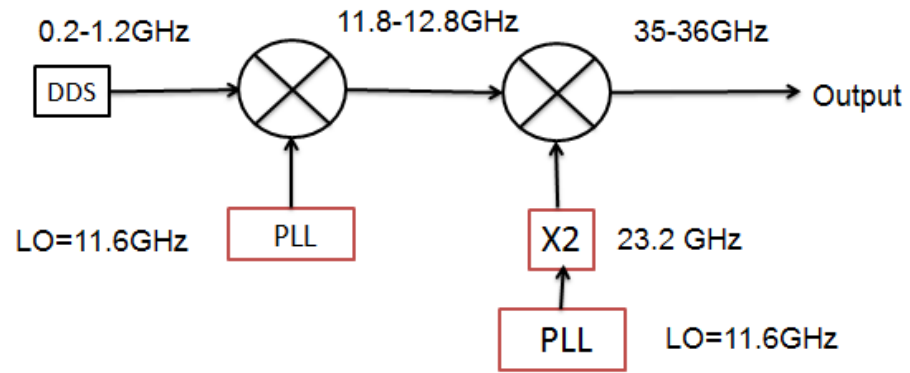 0.2-1.2GHz
11.8-12.8GHz
35-36GHz
DDS
Output
LO=11.6GHz
PLL
X2
23.2 GHz
PLL
LO=11.6GHz